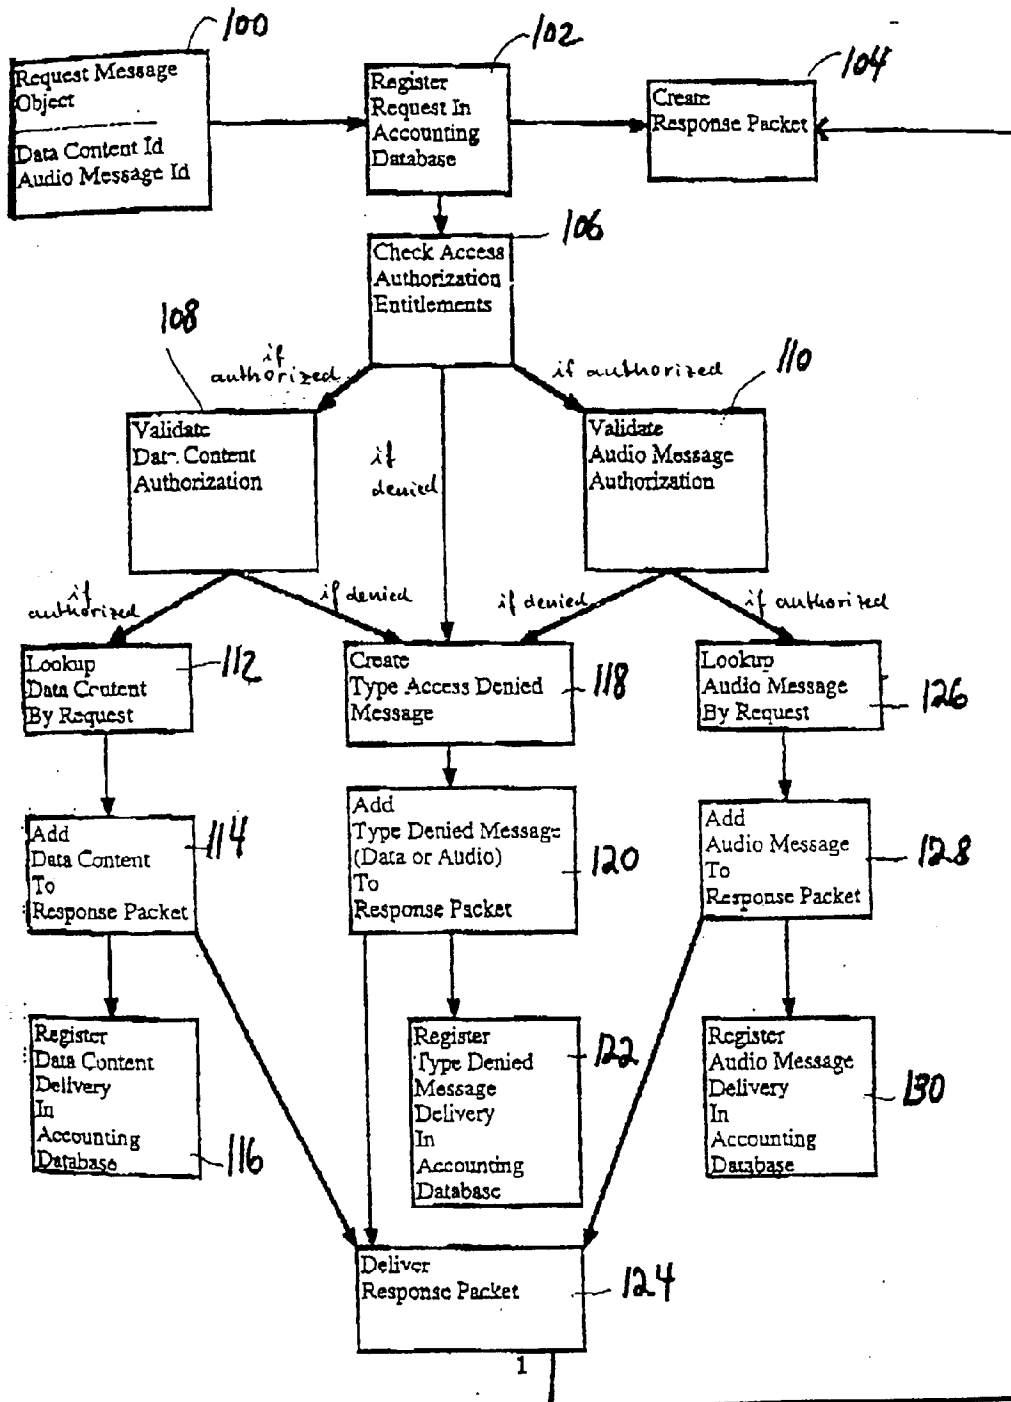 100
Request Message
Object
Data Content Id
Audio Message Id
102
Register
Request In
Accounting
Database
104
Create
Response Packet
106
Check Access
Authorization
Entitlements
if
authorized
if authorized
108
Validate
Data Content
Authorization
if
denied
110
Validate
Audio Message
Authorization
if
authorized
if denied
if denied
if authorized
Lookup
Data Content
By Request
112
Create
Type Access Denied
Message
118
Lookup
Audio Message
By Request
126
Add
Data Content
To
Response Packet
114
Add
Type Denied Message
(Data or Audio)
To
Response Packet
120
Add
Audio Message
To
Response Packet
128
Register
Data Content
Delivery
In
Accounting
Database
116
Register
Type Denied
Message
Delivery
In
Accounting
Database
122
Register
Audio Message
Delivery
In
Accounting
Database
130
Deliver
Response Packet
124
1